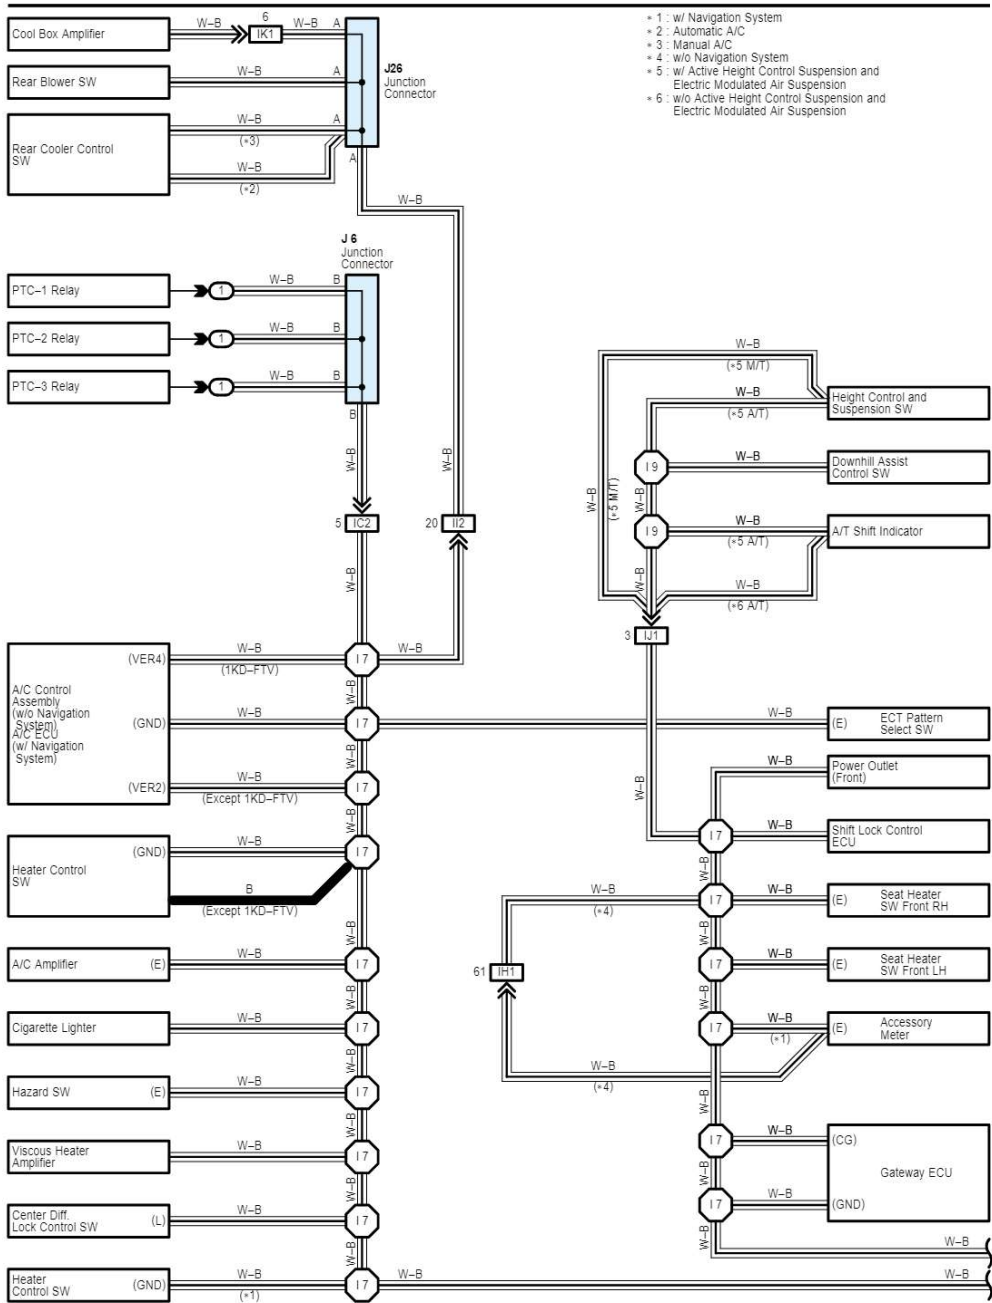 * 1 : w/ Navigation System
* 2 : Automatic A/C
* 3 : Manual A/C
* 4 : w/o Navigation System
* 5 : w/ Active Height Control Suspension and
Electric Modulated Air Suspension
* 6 : w/o Active Height Control Suspension and
Electric Modulated Air Suspension
Cool Box Amplifier
W–B
6
IK1
W–B
A
J26
Junction
Connector
Rear Blower SW
W–B
A
Rear Cooler Control
SW
W–B
A
(*3)
W–B
(*2)
A
W–B
J 6
Junction
Connector
PTC–1 Relay
1
W–B
B
PTC–2 Relay
1
W–B
B
PTC–3 Relay
1
W–B
B
B
W–B
W–B
5
IC2
20
II2
W–B
W–B
(*5 M/T)
Height Control and
Suspension SW
W–B
(*5 A/T)
I 9
W–B
Downhill Assist
Control SW
W–B
(*5 M/T)
W–B
I 9
W–B
(*5 A/T)
A/T Shift Indicator
W–B
W–B
(*6 A/T)
3
IJ1
A/C Control
Assembly
(w/o Navigation
System)
A/C ECU
(w/ Navigation
System)
(VER4)
W–B
(1KD–FTV)
I 7
W–B
W–B
(GND)
W–B
I 7
W–B
(E)
ECT Pattern
Select SW
W–B
(VER2)
W–B
(Except 1KD–FTV)
I 7
W–B
W–B
W–B
Power Outlet
(Front)
Heater Control
SW
(GND)
W–B
I 7
B
(Except 1KD–FTV)
W–B
I 7
W–B
Shift Lock Control
ECU
W–B
W–B
(*4)
I 7
W–B
(E)
Seat Heater
SW Front RH
W–B
A/C Amplifier
(E)
W–B
I 7
W–B
61
IH1
I 7
W–B
(E)
Seat Heater
SW Front LH
W–B
Cigarette Lighter
W–B
I 7
W–B
I 7
W–B
(*1)
(E)
Accessory
Meter
W–B
(*4)
Hazard SW
(E)
W–B
I 7
W–B
W–B
Viscous Heater
Amplifier
W–B
I 7
W–B
I 7
W–B
(CG)
Gateway ECU
W–B
Center Diff.
Lock Control SW
(L)
W–B
I 7
W–B
I 7
W–B
(GND)
W–B
W–B
Heater
Control SW
(GND)
W–B
(*1)
I 7
W–B
W–B